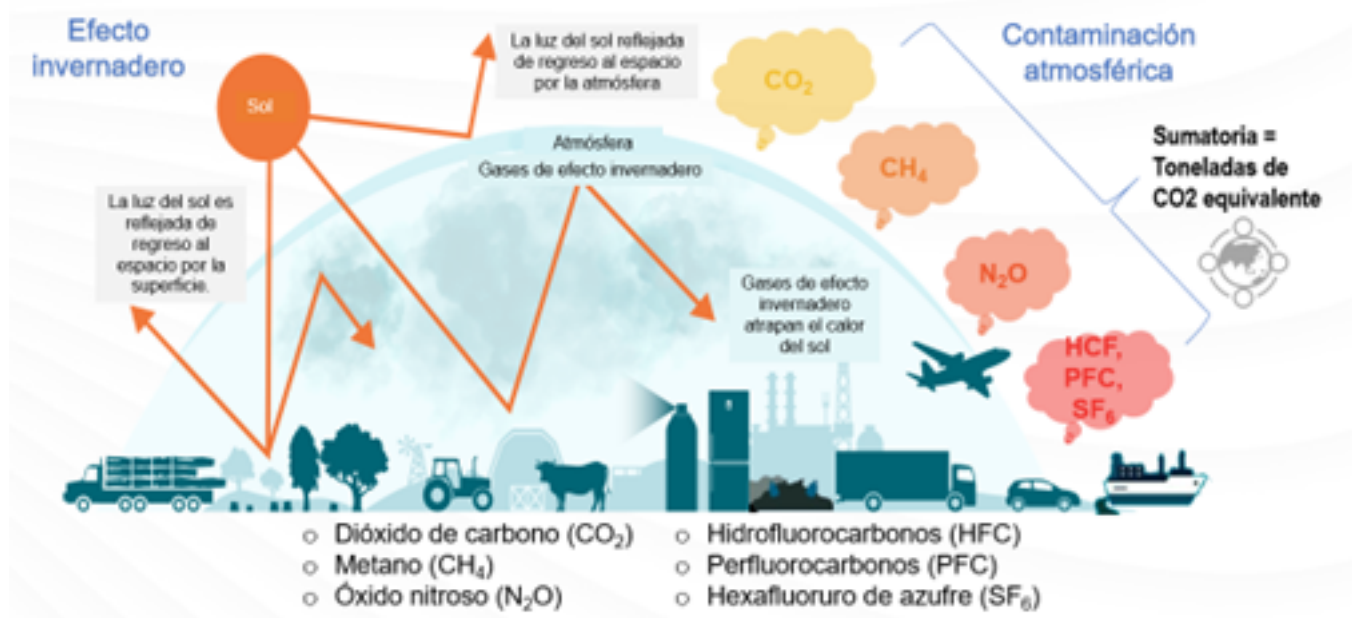 Efecto
invernadero
Sol
La luz del sol reflejada
de regreso al espacio
por la atmósfera
CO₂
Contaminación
atmosférica
Atmósfera
Gases de efecto invernadero
CH₄
Sumatoria =
Toneladas de
CO2 equivalente
La luz del sol es
reflejada de
regreso al
espacio por la
superficie.
N₂O
Gases de efecto
invernadero
atrapan el calor
del sol
HCF,
PFC,
SF₆
○ Dióxido de carbono (CO₂)
○ Metano (CH₄)
○ Óxido nitroso (N₂O)
○ Hidrofluorocarbonos (HFC)
○ Perfluorocarbonos (PFC)
○ Hexafluoruro de azufre (SF₆)